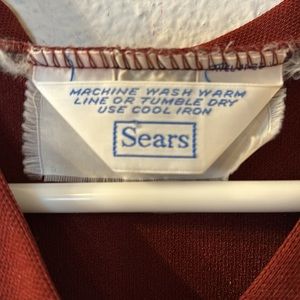 MACHINE WASH WARM
LINE OR TUMBLE DRY
USE COOL IRON
Sears